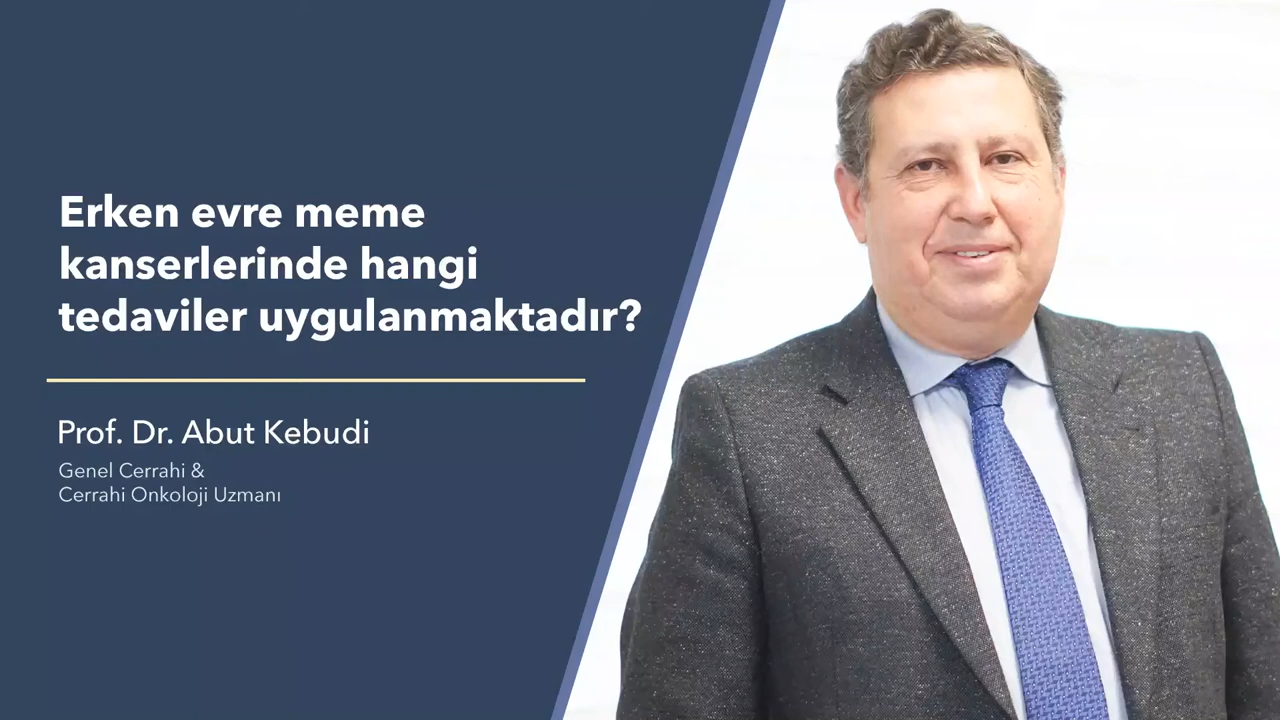 Erken evre meme
kanserlerinde hangi
tedaviler uygulanmaktadır?
Prof. Dr. Abut Kebudi
Genel Cerrahi &
Cerrahi Onkoloji Uzmanı